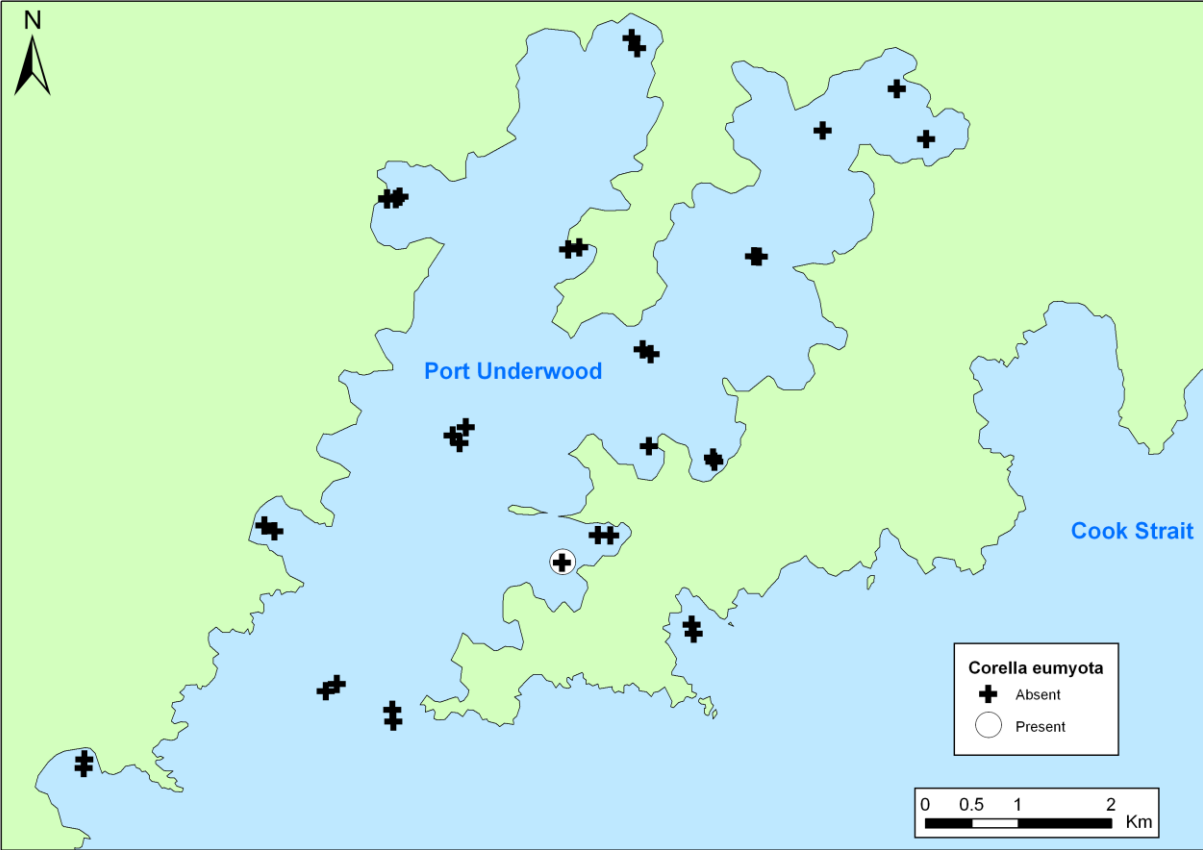 N
Port Underwood
Cook Strait
Corella eumyota
Absent
Present
0 0.5 1 2
Km